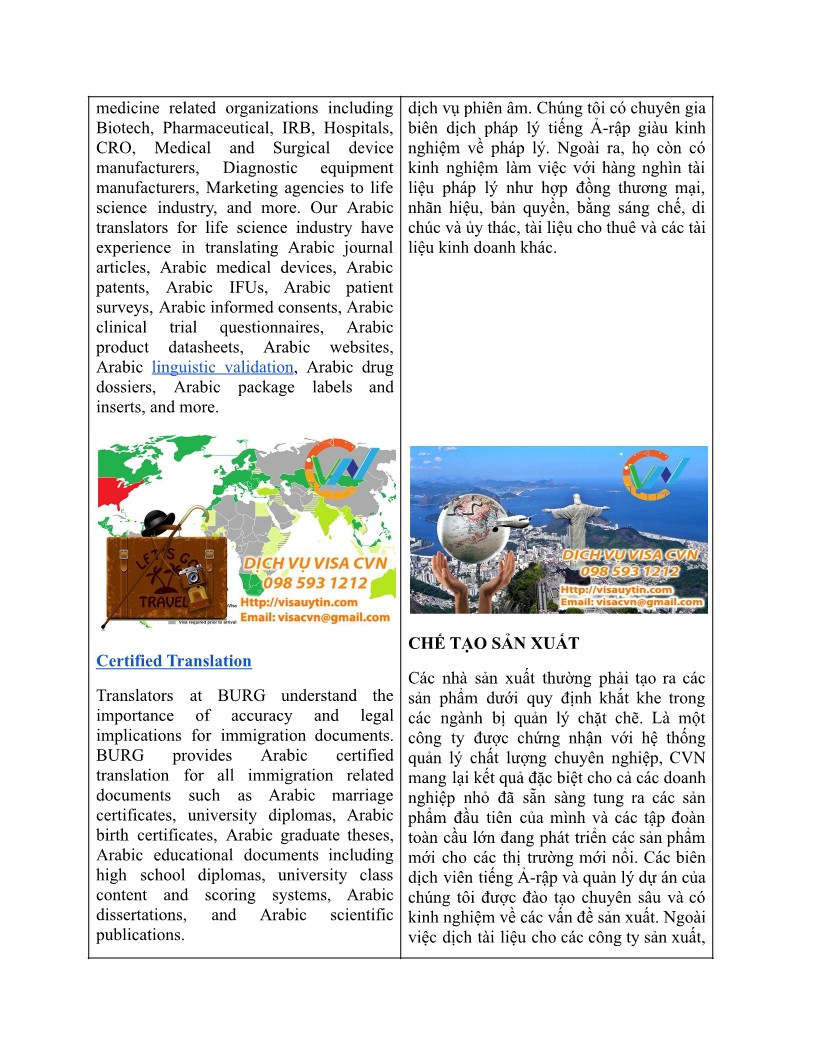 medicine related organizations including
Biotech, Pharmaceutical, IRB, Hospitals,
CRO, Medical and Surgical device
manufacturers, Diagnostic equipment
manufacturers, Marketing agencies to life
science industry, and more. Our Arabic
translators for life science industry have
experience in translating Arabic journal
articles, Arabic medical devices, Arabic
patents, Arabic IFUs, Arabic patient
surveys, Arabic informed consents, Arabic
clinical trial questionnaires, Arabic
product datasheets, Arabic websites,
Arabic linguistic validation, Arabic drug
dossiers, Arabic package labels and
inserts, and more.
CVN
LET'S GO
TRAVEL
DỊCH VỤ VISA CVN
098 593 1212
Http://visauytin.com
Email: visacvn@gmail.com
Visa required prior to arrival
Certified Translation
Translators at BURG understand the
importance of accuracy and legal
implications for immigration documents.
BURG provides Arabic certified
translation for all immigration related
documents such as Arabic marriage
certificates, university diplomas, Arabic
birth certificates, Arabic graduate theses,
Arabic educational documents including
high school diplomas, university class
content and scoring systems, Arabic
dissertations, and Arabic scientific
publications.
dịch vụ phiên âm. Chúng tôi có chuyên gia
biên dịch pháp lý tiếng Ả-rập giàu kinh
nghiệm về pháp lý. Ngoài ra, họ còn có
kinh nghiệm làm việc với hàng nghìn tài
liệu pháp lý như hợp đồng thương mại,
nhãn hiệu, bản quyền, bằng sáng chế, di
chúc và ủy thác, tài liệu cho thuê và các tài
liệu kinh doanh khác.
CVN
DỊCH VỤ VISA CVN
098 593 1212
Http://visauytin.com
Email: visacvn@gmail.com
CHẾ TẠO SẢN XUẤT
Các nhà sản xuất thường phải tạo ra các
sản phẩm dưới quy định khắt khe trong
các ngành bị quản lý chặt chẽ. Là một
công ty được chứng nhận với hệ thống
quản lý chất lượng chuyên nghiệp, CVN
mang lại kết quả đặc biệt cho cả các doanh
nghiệp nhỏ đã sẵn sàng tung ra các sản
phẩm đầu tiên của mình và các tập đoàn
toàn cầu lớn đang phát triển các sản phẩm
mới cho các thị trường mới nổi. Các biên
dịch viên tiếng Ả-rập và quản lý dự án của
chúng tôi được đào tạo chuyên sâu và có
kinh nghiệm về các vấn đề sản xuất. Ngoài
việc dịch tài liệu cho các công ty sản xuất,